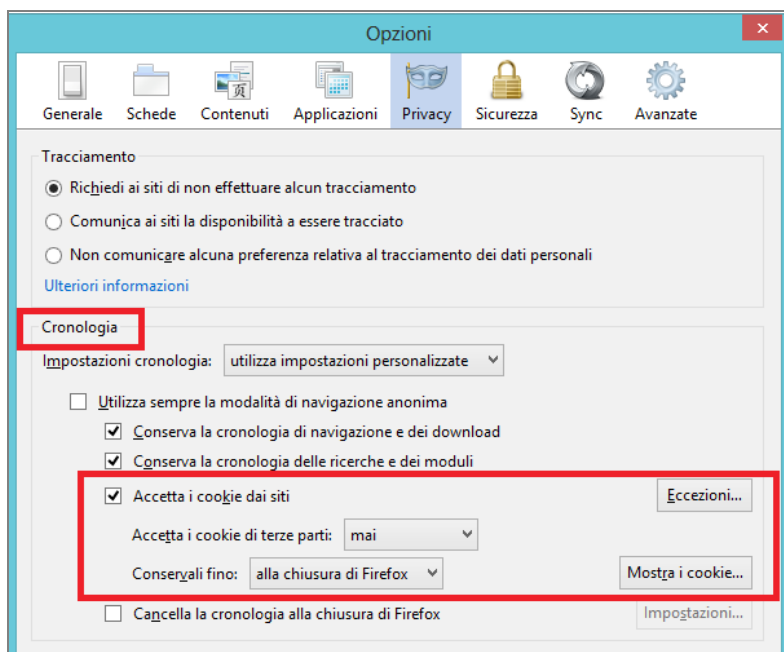 Opzioni
Generale Schede Contenuti Applicazioni Privacy Sicurezza Sync Avanzate
Tracciamento
Richiedi ai siti di non effettuare alcun tracciamento
Comunica ai siti la disponibilità a essere tracciato
Non comunicare alcuna preferenza relativa al tracciamento dei dati personali
Ulteriori informazioni
Cronologia
Impostazioni cronologia: utilizza impostazioni personalizzate
Utilizza sempre la modalità di navigazione anonima
Conserva la cronologia di navigazione e dei download
Conserva la cronologia delle ricerche e dei moduli
Accetta i cookie dai siti Eccezioni...
Accetta i cookie di terze parti: mai
Conservali fino: alla chiusura di Firefox Mostra i cookie...
Cancella la cronologia alla chiusura di Firefox Impostazioni...